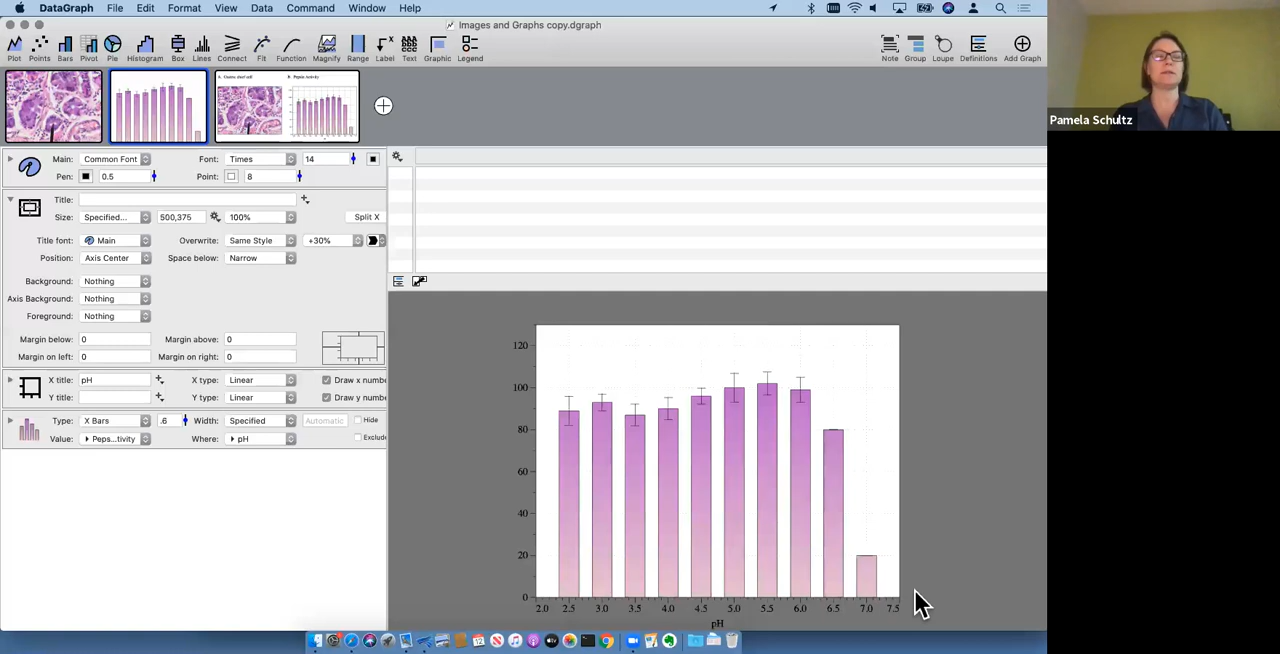 DataGraph File Edit Format View Data Command Window Help
Images and Graphs copy.dgraph
Plot Points Bars Pivot Pie Histogram Box Lines Connect Fit Function Magnify Range Label Text Graphic Legend Note Group Loupe Definitions Add Graph
Pamela Schultz
Main: Common Font Font: Times 14
Pen: 0.5 Point: 8
Title:
Size: Specified... 500,375 100% Split X
Title font: Main Overwrite: Same Style +30%
Position: Axis Center Space below: Narrow
Background: Nothing
Axis Background: Nothing
Foreground: Nothing
Margin below: 0 Margin above: 0
Margin on left: 0 Margin on right: 0
X title: pH X type: Linear Draw x numbe
Y title: Y type: Linear Draw y numbe
Type: X Bars .6 Width: Specified Automatic Hide
Value: Peps...tivity Where: pH Exclude
120
100
80
60
40
20
0
2.0 2.5 3.0 3.5 4.0 4.5 5.0 5.5 6.0 6.5 7.0 7.5
pH